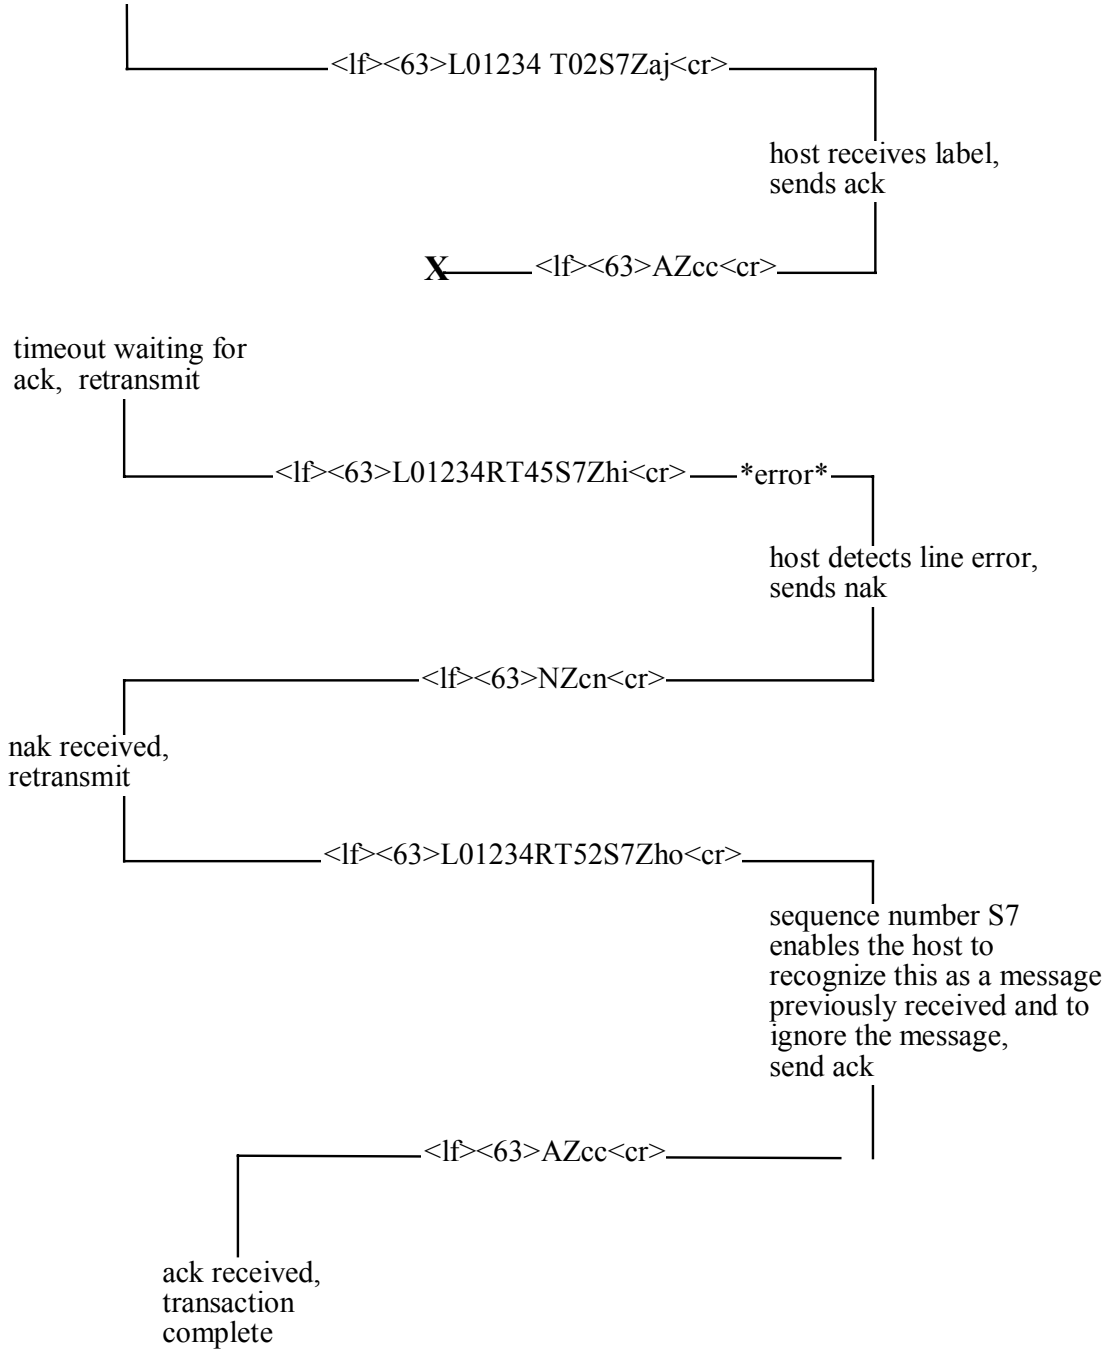 <lf><63>L01234 T02S7Zaj<cr>
host receives label,
sends ack
X
<lf><63>AZcc<cr>
timeout waiting for
ack, retransmit
<lf><63>L01234RT45S7Zhi<cr>
*error*
host detects line error,
sends nak
<lf><63>NZcn<cr>
nak received,
retransmit
<lf><63>L01234RT52S7Zho<cr>
sequence number S7
enables the host to
recognize this as a message
previously received and to
ignore the message,
send ack
<lf><63>AZcc<cr>
ack received,
transaction
complete